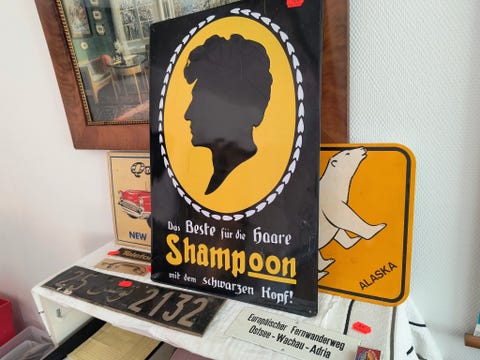 Das Beste für die Haare
Shampoon
mit dem schwarzen Kopf!
ALASKA
NEW
2132
Europäischer Fernwanderweg
Ostsee - Wachau - Adria